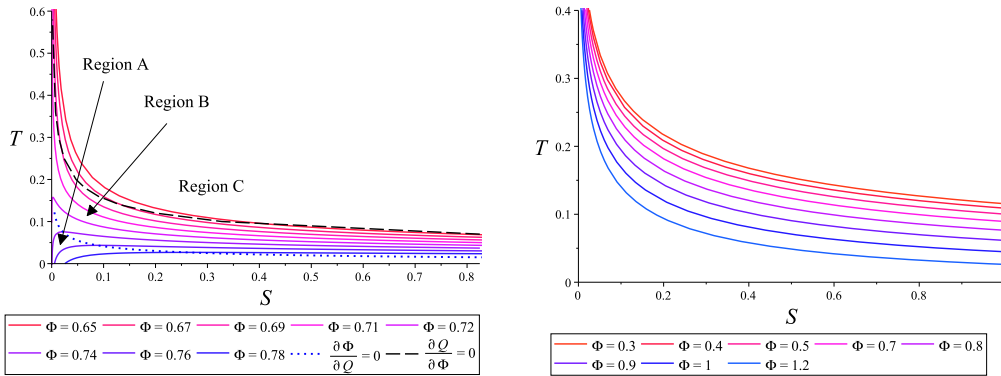 0.6
0.5
0.4
0.3
0.2
0.1
0
T
Region A
Region B
Region C
0 0.1 0.2 0.3 0.4 0.5 0.6 0.7 0.8
S
Φ = 0.65 Φ = 0.67 Φ = 0.69 Φ = 0.71 Φ = 0.72
Φ = 0.74 Φ = 0.76 Φ = 0.78 ∂Φ/∂Q = 0 ∂Q/∂Φ = 0
0.4
0.3
0.2
0.1
0
T
0 0.2 0.4 0.6 0.8
S
Φ = 0.3 Φ = 0.4 Φ = 0.5 Φ = 0.7 Φ = 0.8
Φ = 0.9 Φ = 1 Φ = 1.2